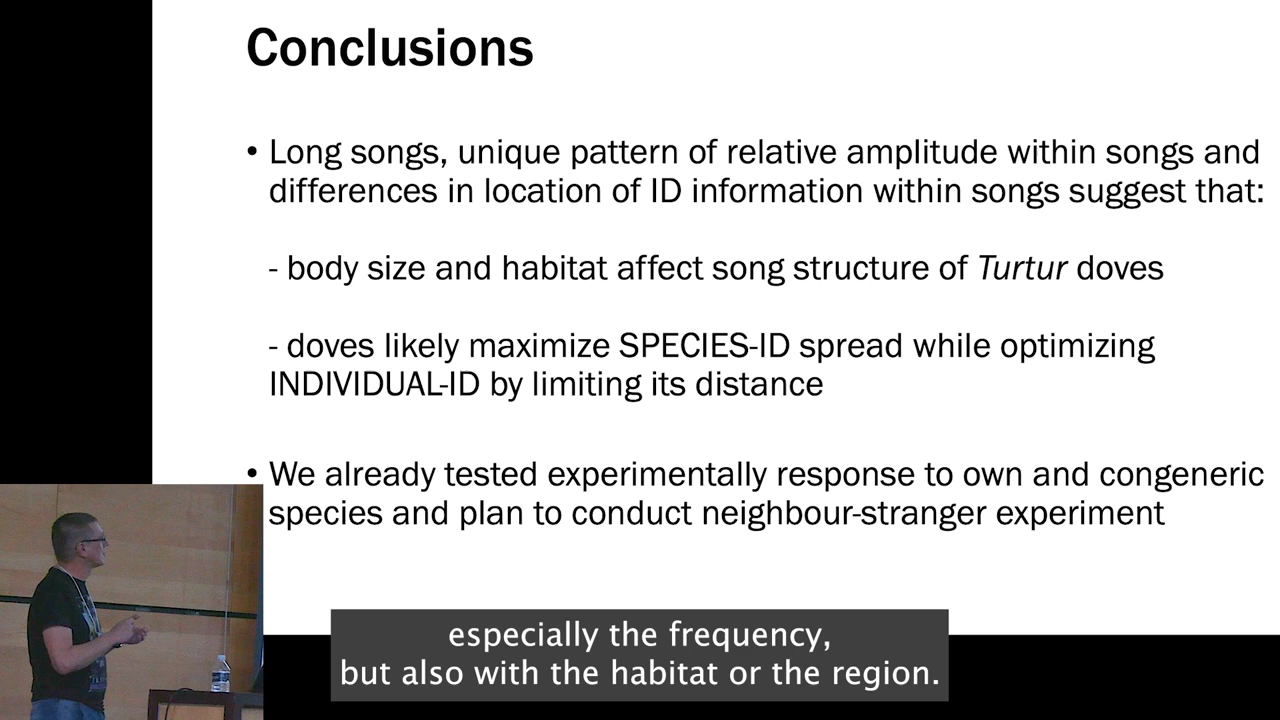 Conclusions
• Long songs, unique pattern of relative amplitude within songs and
differences in location of ID information within songs suggest that:
- body size and habitat affect song structure of Turtur doves
- doves likely maximize SPECIES-ID spread while optimizing
INDIVIDUAL-ID by limiting its distance
• We already tested experimentally response to own and congeneric
species and plan to conduct neighbour-stranger experiment
especially the frequency,
but also with the habitat or the region.